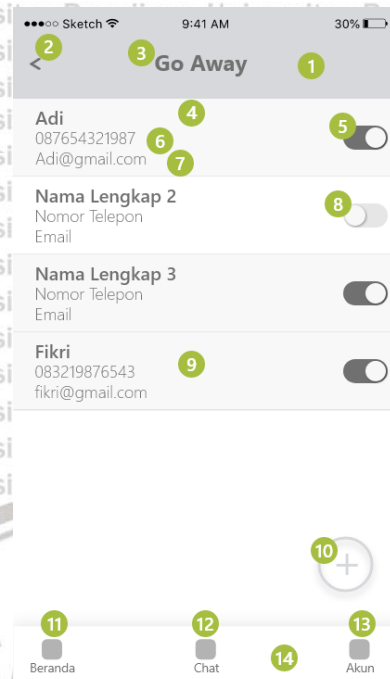 Sketch 9:41 AM 30%
2 3 Go Away 1
<
Adi 4
087654321987 6 5
Adi@gmail.com 7
Nama Lengkap 2
Nomor Telepon 8
Email
Nama Lengkap 3
Nomor Telepon
Email
Fikri
083219876543 9
fikri@gmail.com
10
+
11 12 13
Beranda Chat 14 Akun